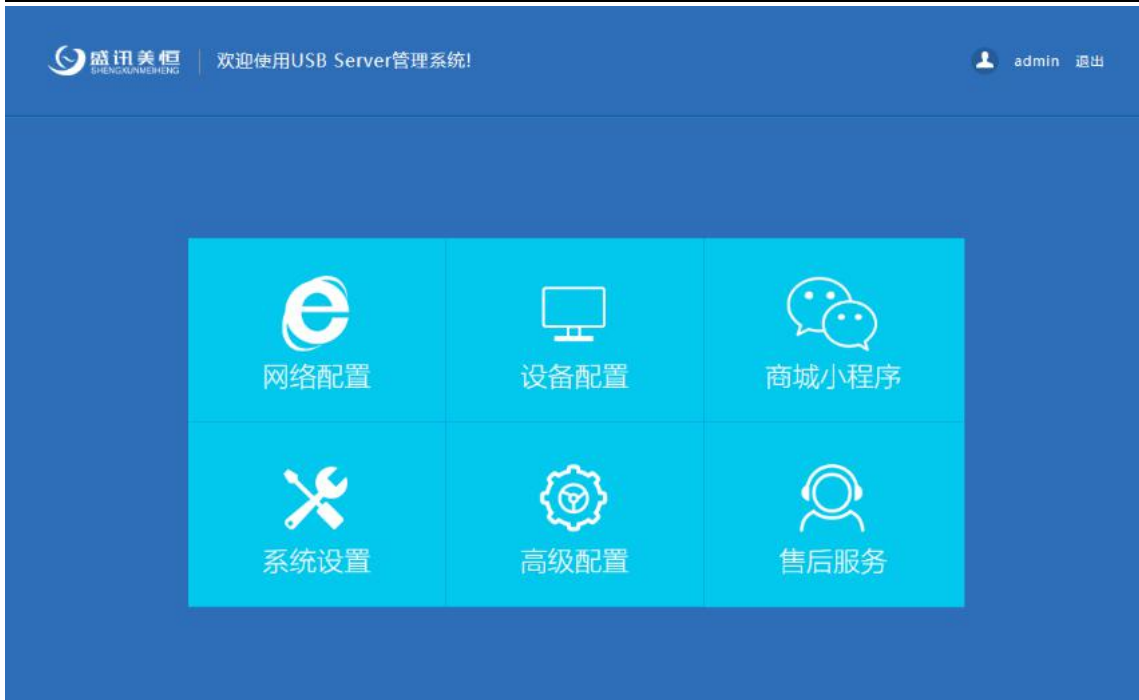 盛讯美恒
SHENGXUNMEIHENG
欢迎使用USB Server管理系统!
admin 退出
网络配置 设备配置 商城小程序
系统设置 高级配置 售后服务